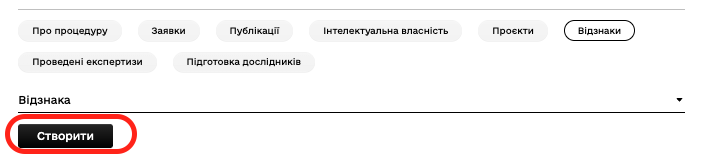 Про процедуру Заявки Публікації Інтелектуальна власність Проєкти Відзнаки
Проведені експертизи Підготовка дослідників
Відзнака
Створити